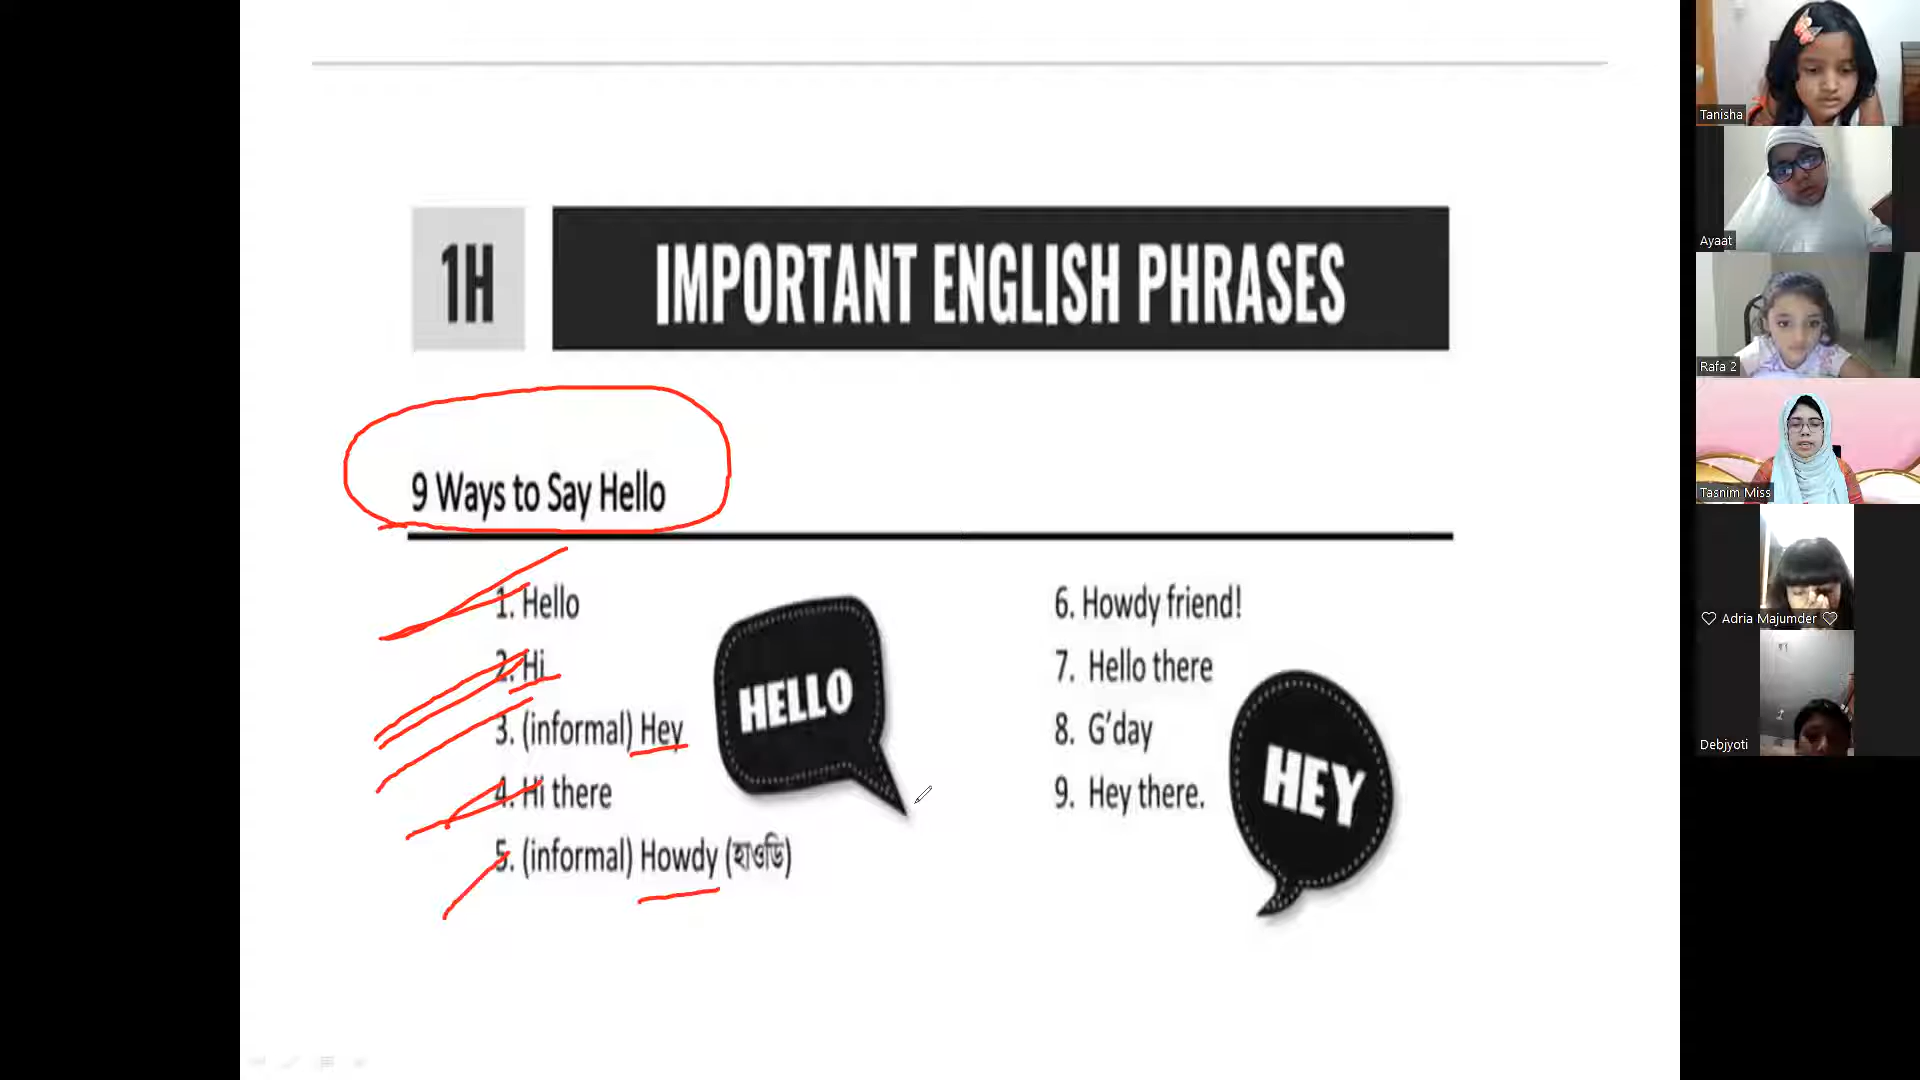 1H
IMPORTANT ENGLISH PHRASES
9 Ways to Say Hello
1. Hello
2. Hi
3. (informal) Hey
4. Hi there
5. (informal) Howdy (হাওডি)
HELLO
6. Howdy friend!
7. Hello there
8. G'day
9. Hey there.
HEY
Tanisha
Ayaat
Rafa 2
Tasnim Miss
♡ Adria Majumder ♡
Debjyoti